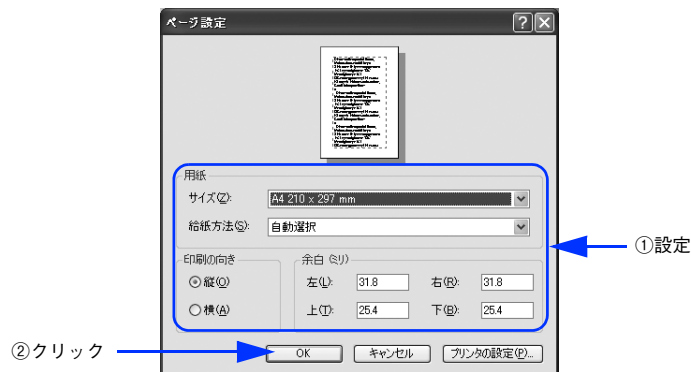 ページ設定
用紙
サイズ(Z):
A4 210 x 297 mm
給紙方法(S):
自動選択
①設定
印刷の向き
余白 (ミリ)
縦(O)
左(L):
31.8
右(R):
31.8
横(A)
上(T):
25.4
下(B):
25.4
②クリック
OK
キャンセル
プリンタの設定(P)...